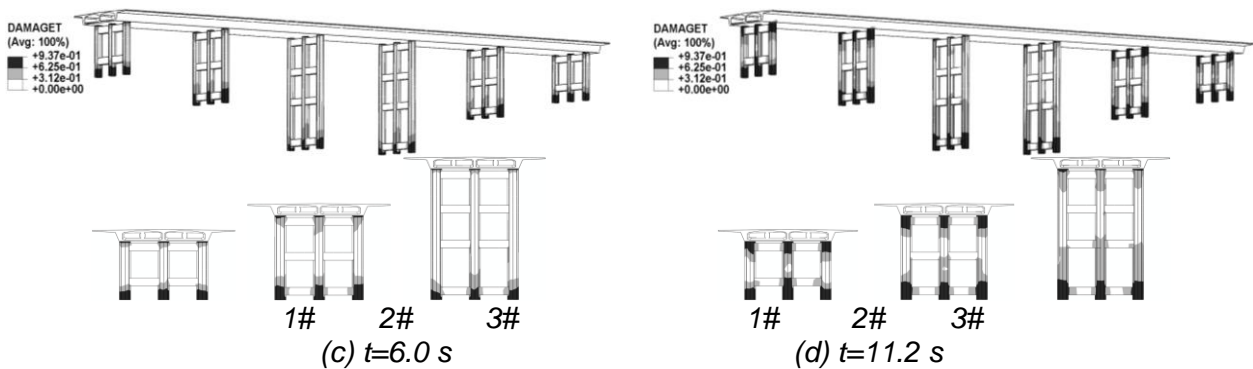 DAMAGET
(Avg: 100%)
+9.37e-01
+6.25e-01
+3.12e-01
+0.00e+00
1# 2# 3#
(c) t=6.0 s
DAMAGET
(Avg: 100%)
+9.37e-01
+6.25e-01
+3.12e-01
+0.00e+00
1# 2# 3#
(d) t=11.2 s